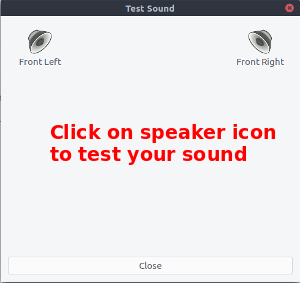 Test Sound
Front Left
Front Right
Click on speaker icon
to test your sound
Close